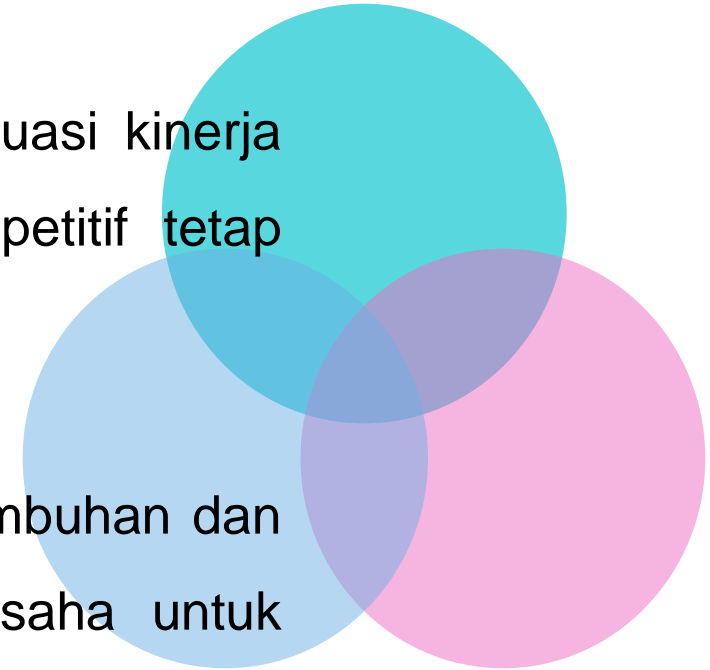 uasi kinerja
petitif tetap
mbuhan dan
saha untuk